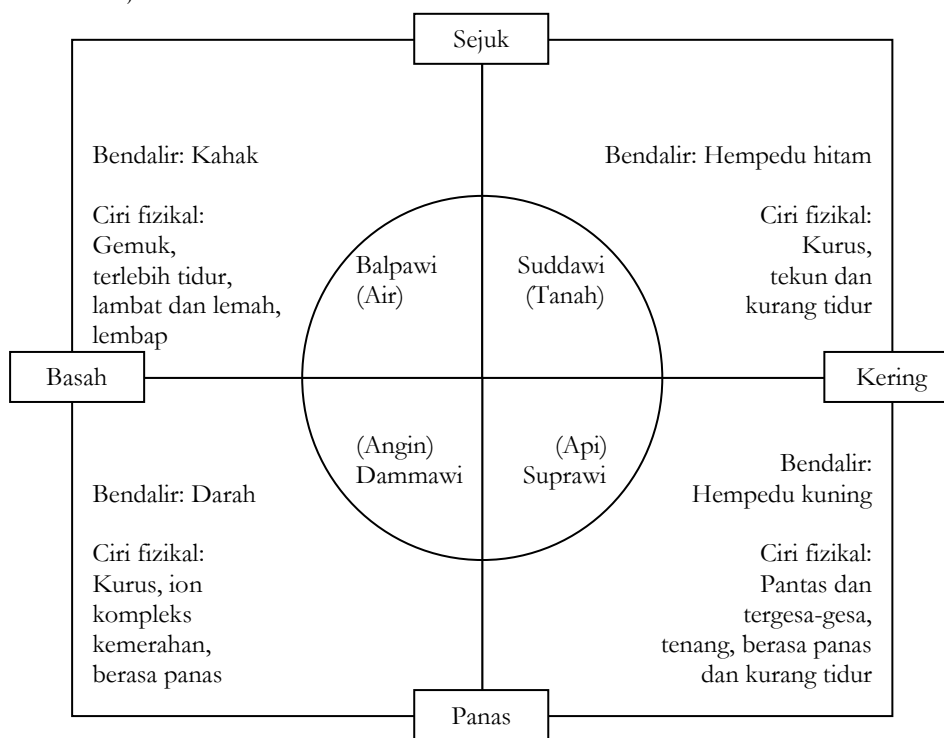 Sejuk
Bendalir: Kahak
Ciri fizikal:
Gemuk,
terlebih tidur,
lambat dan lemah,
lembap
Bendalir: Hempedu hitam
Ciri fizikal:
Kurus,
tekun dan
kurang tidur
Balpawi
(Air)
Suddawi
(Tanah)
Basah
Kering
(Angin)
Dammawi
(Api)
Suprawi
Bendalir: Darah
Ciri fizikal:
Kurus, ion
kompleks
kemerahan,
berasa panas
Bendalir:
Hempedu kuning
Ciri fizikal:
Pantas dan
tergesa-gesa,
tenang, berasa panas
dan kurang tidur
Panas